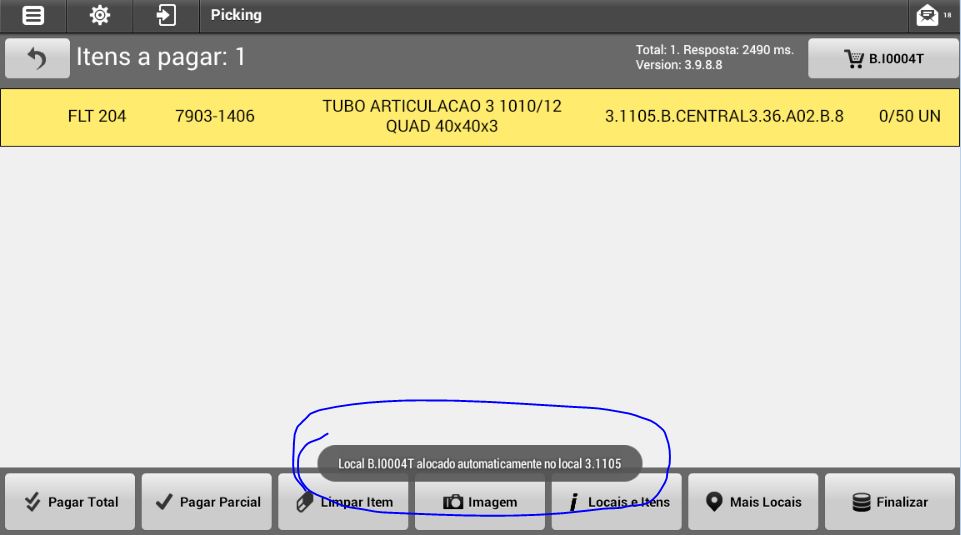 Picking
18
Itens a pagar: 1
Total: 1. Resposta: 2490 ms.
Version: 3.9.8.8
B.I0004T
FLT 204
7903-1406
TUBO ARTICULACAO 3 1010/12
QUAD 40x40x3
3.1105.B.CENTRAL3.36.A02.B.8
0/50 UN
Local B.I0004T alocado automaticamente no local 3.1105
Pagar Total
Pagar Parcial
Limpar Item
Imagem
Locais e Itens
Mais Locais
Finalizar